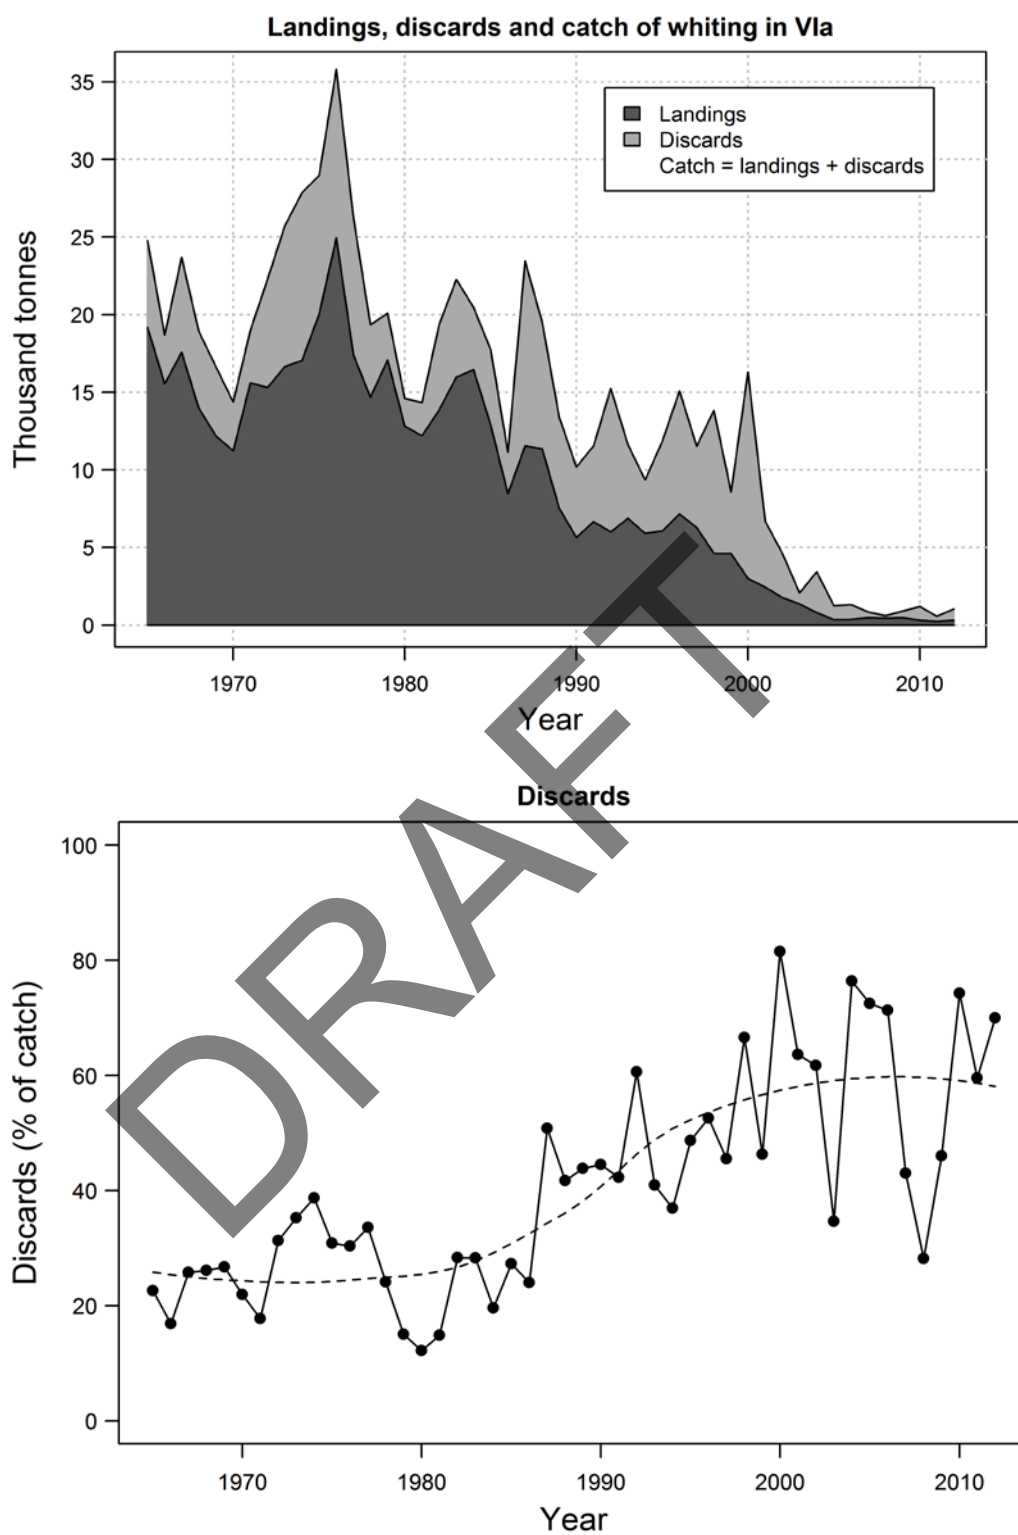 Landings, discards and catch of whiting in VIa
35
30
25
20
15
10
5
0
Thousand tonnes
Landings
Discards
Catch = landings + discards
1970 1980 1990 2000 2010
Year
DRAFT
Discards
100
80
60
40
20
0
Discards (% of catch)
1970 1980 1990 2000 2010
Year